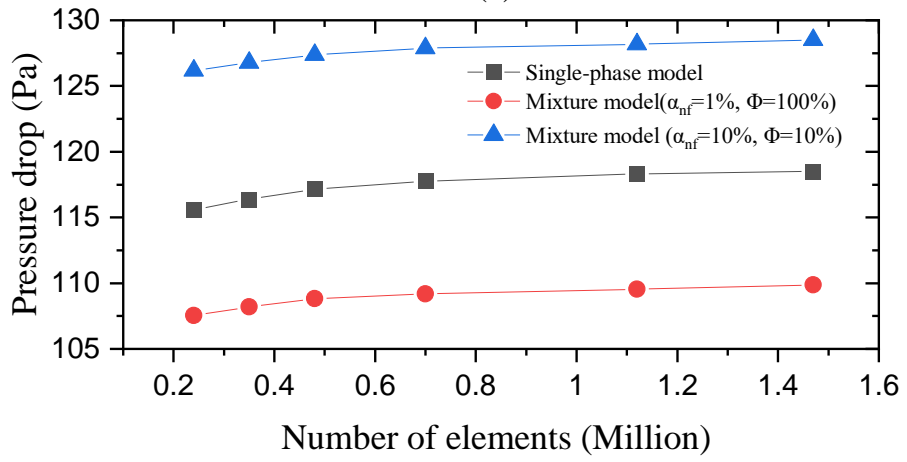 130
125
120
115
110
105
Pressure drop (Pa)
Single-phase model
Mixture model(αnf=1%, Φ=100%)
Mixture model (αnf=10%, Φ=10%)
0.2 0.4 0.6 0.8 1 1.2 1.4 1.6
Number of elements (Million)